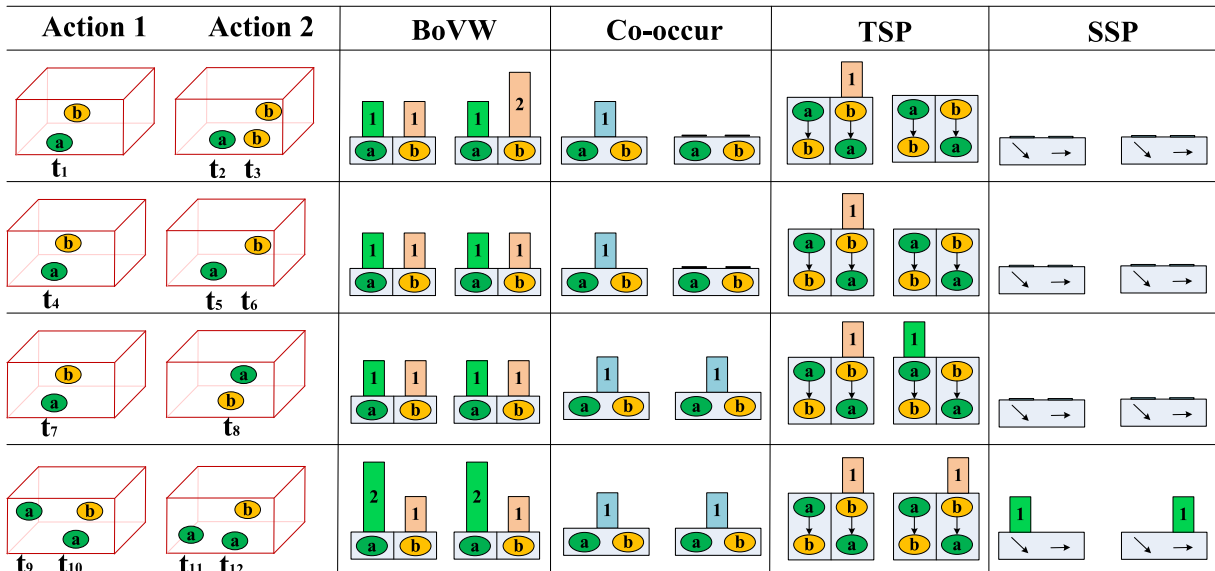 Action 1 Action 2 BoVW Co-occur TSP SSP
1 1 1 2 1 1
a b a b a b a b a b a b
a b b b a b a
t1 t2 t3
1 1 1 1 1 1
b b a b a b a b a b a b a b
a a b a b a
t4 t5 t6
1 1 1 1 1 1 1 1
b a a b a b a b a b a b a b
a b b a b a
t7 t8
2 1 2 1 1 1 1 1 1 1
a b b a b a b a b a b a b a b
a a a b a b a
t9 t10 t11 t12